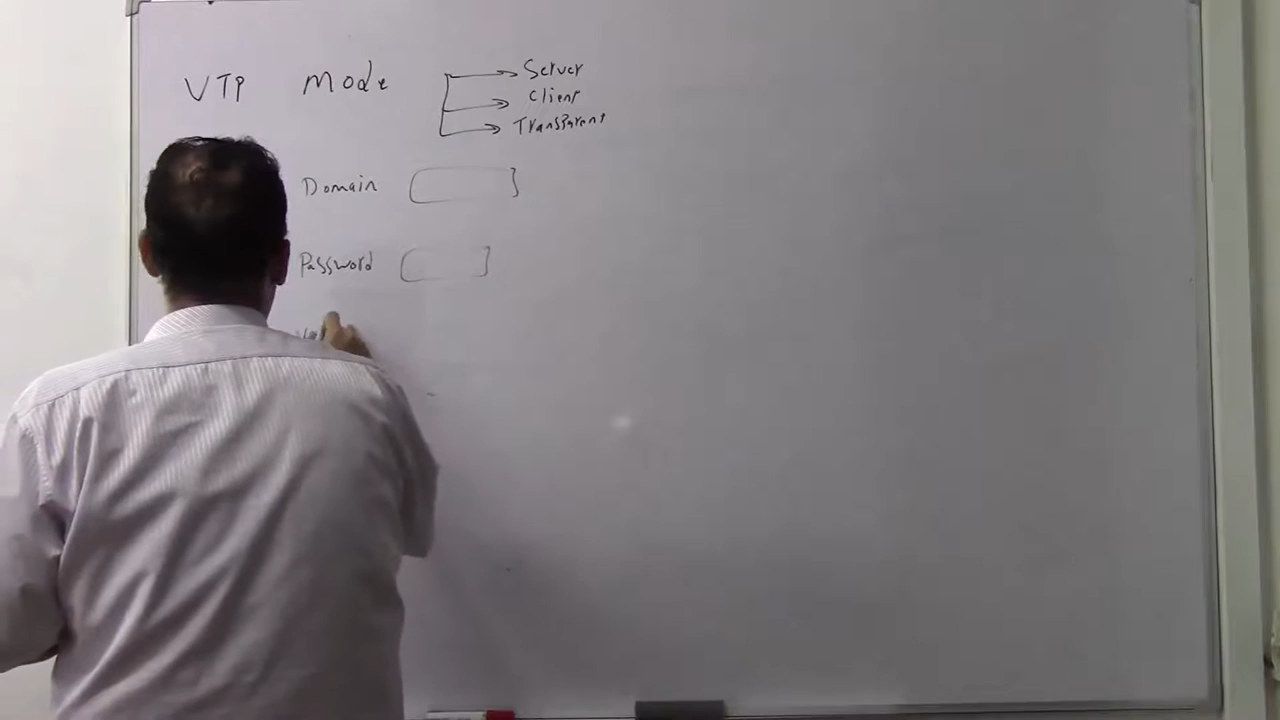 VTP Mode
Server
Client
Transparent
Domain
Password